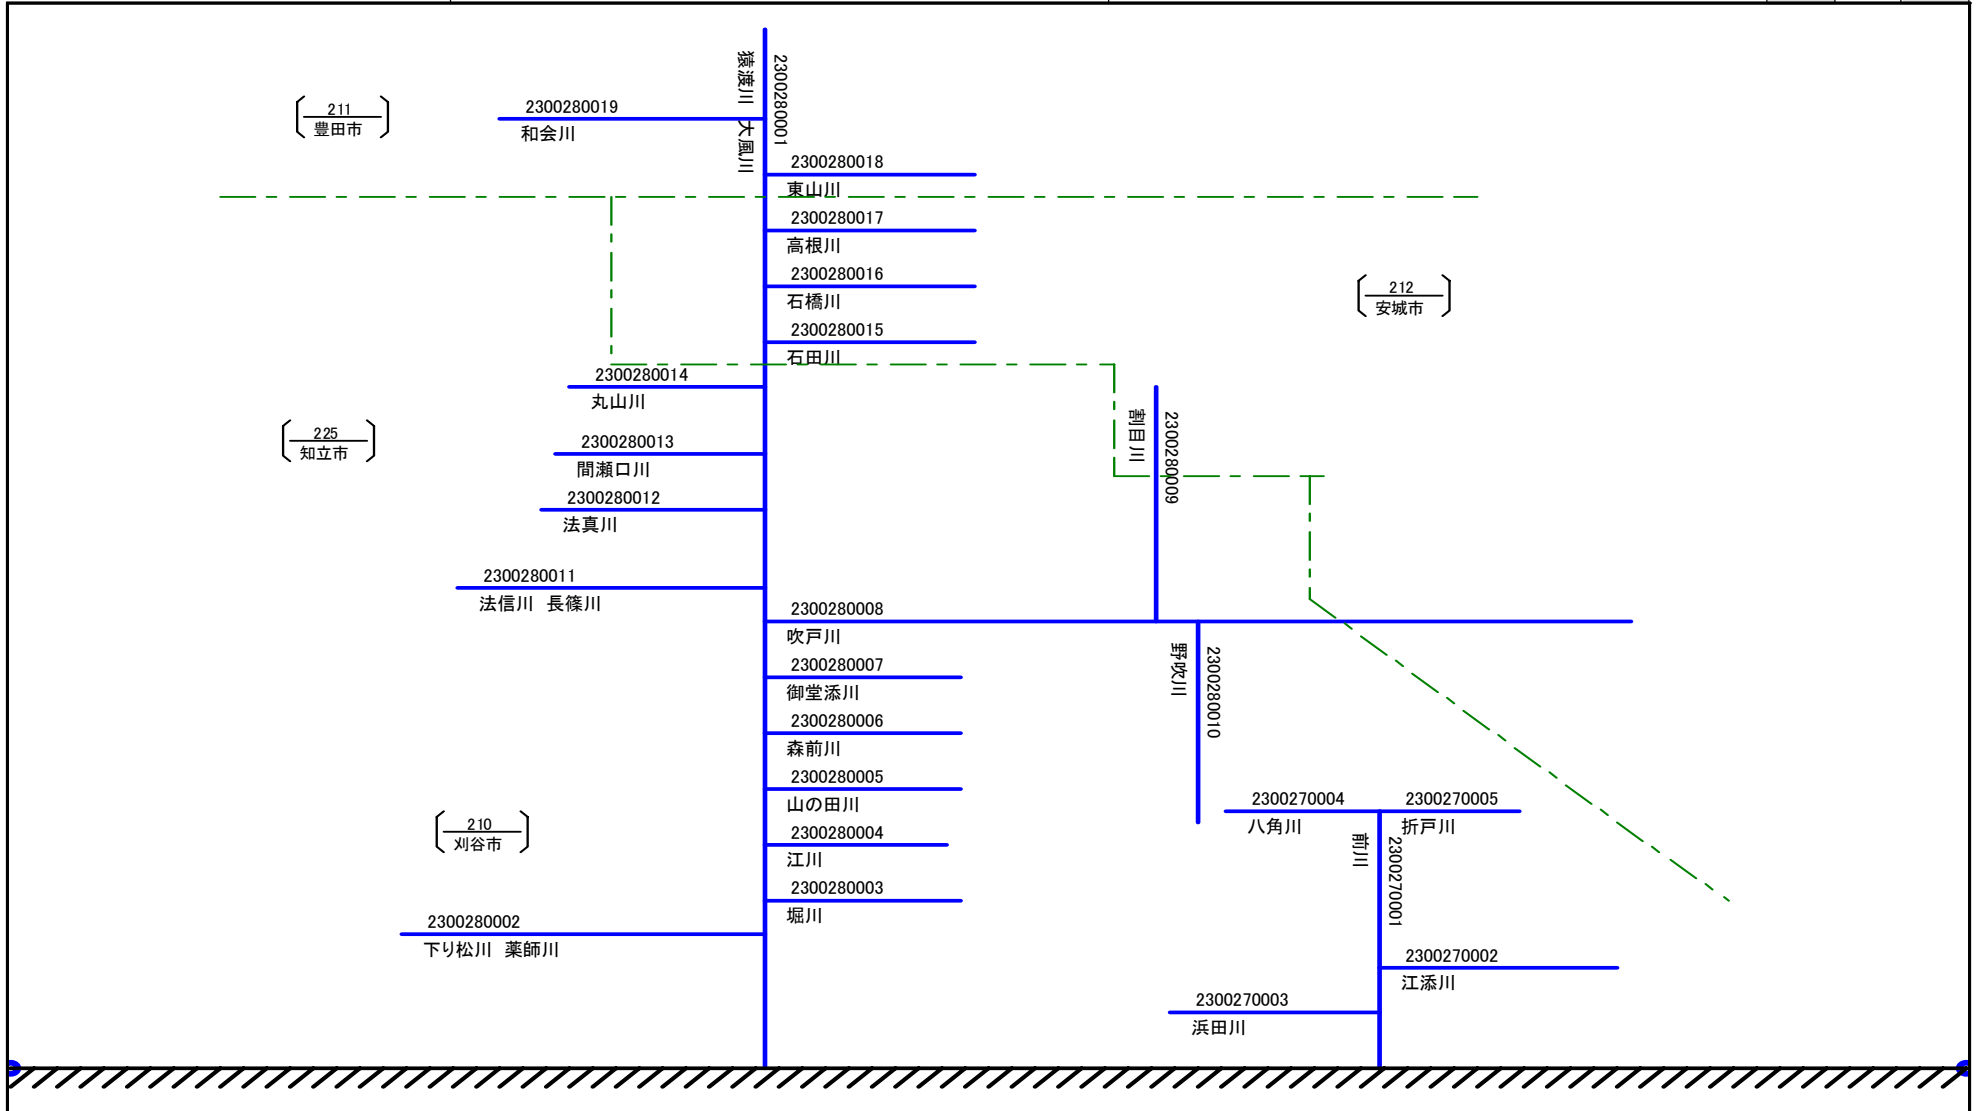 猿渡川 大風川
2300280001
211
豊田市
2300280019
和会川
2300280018
東山川
2300280017
高根川
2300280016
石橋川
212
安城市
2300280015
石田川
2300280014
丸山川
225
知立市
2300280013
間瀬口川
割目川
2300280009
2300280012
法真川
2300280011
法信川 長篠川
2300280008
吹戸川
野吹川
2300280010
2300280007
御堂添川
2300280006
森前川
2300280005
山の田川
210
刈谷市
2300280004
江川
2300270004
八角川
2300270005
折戸川
前川
2300270001
2300280003
堀川
2300280002
下り松川 薬師川
2300270002
江添川
2300270003
浜田川